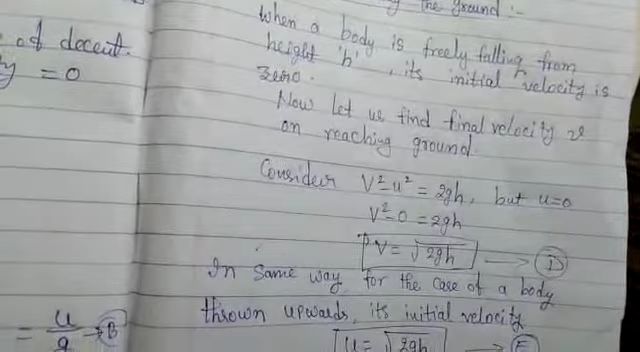 the ground :-
When a body is freely falling from
height 'h', its initial velocity is
zero.
Now let us find final velocity v
on reaching ground.
Consider V²-u² = 2gh, but u=0
V²-0 = 2gh
V = √2gh → D
In same way, for the case of a body
thrown upwards, its initial velocity
u = √2gh → E
of decent.
y = 0
= u/g → B